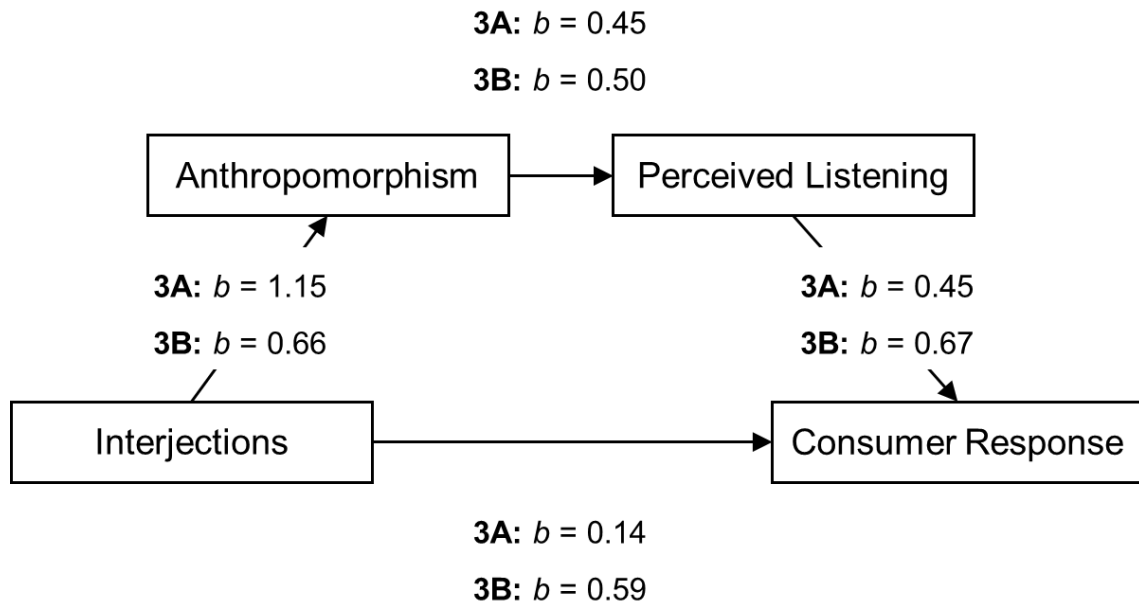 3A: b = 0.45
3B: b = 0.50
Anthropomorphism
Perceived Listening
3A: b = 1.15
3B: b = 0.66
3A: b = 0.45
3B: b = 0.67
Interjections
Consumer Response
3A: b = 0.14
3B: b = 0.59